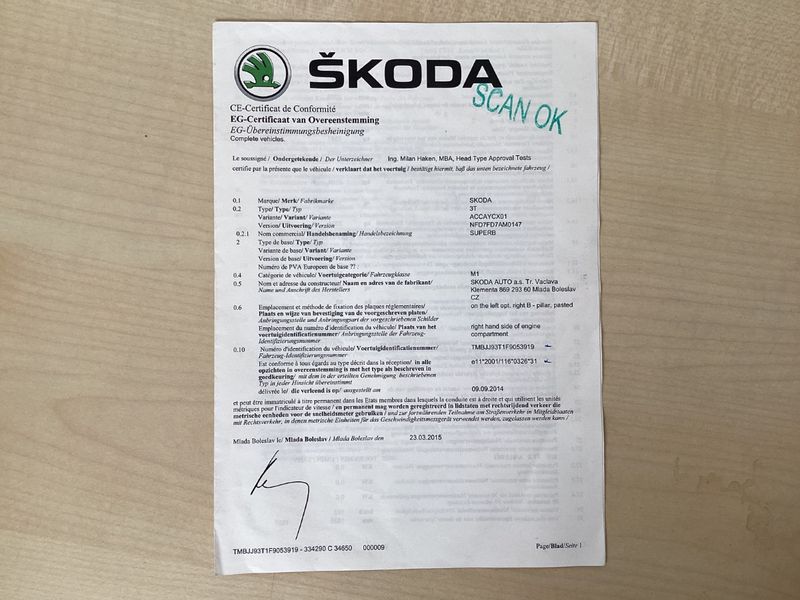 ŠKODA
SCAN OK
CE-Certificat de Conformité
EG-Certificaat van Overeenstemming
EG-Übereinstimmungsbesheinigung
Complete vehicles.
Le soussigné / Ondergetekende / Der Unterzeichner Ing. Milan Haken, MBA, Head Type Approval Tests
certifie par la présente que le véhicule / verklaart dat het voertuig / bestätigt hiermit, baß das unten bezeichnete fahrzeug /
0.1 Marque/ Merk/ Fabrikmarke SKODA
0.2 Type/ Type/ Typ 3T
Variante/ Variant/ Variante ACCAYCX01
Version/ Uitvoering/ Version NFD7FD7AM0147
0.2.1 Nom commercial/ Handelsbenaming/ Handelsbezeichnung SUPERB
2 Type de base/ Type/ Typ
Variante de base/ Variant/ Variante
Version de base/ Uitvoering/ Version
Numéro de PVA Europeen de base ?? :
0.4 Catégorie de véhicule/ Voertuigcategorie/ Fahrzeugklasse M1
0.5 Nom et adresse du constructeur/ Naam en adres van de fabrikant/ SKODA AUTO a.s. Tr. Vaclava
Name und Anschrift des Herstellers Klementa 869 293 60 Mlada Boleslav
CZ
0.6 Emplacement et méthode de fixation des plaques réglementaires/ on the left opt. right B - pillar, pasted
Plaats en wijze van bevestiging van de voorgeschreven platen/
Anbringungsstelle und Anbringungsart der vorgeschriebenen Schilder
Emplacement du numéro d'identification du véhicule/ Plaats van het right hand side of engine
voertuigidentificatienummer/ Anbringungsstelle der Fahrzeug- compartment
Identifizierungsnummer
0.10 Numéro d'identification du véhicule/ Voertuigidentificatienummer/ TMBJJ93T1F9053919
Fahrzeug-Identifizierungsnummer
Est conforme à tous égards au type décrit dans la réception/ in alle e11*2001/116*0326*31
opzichten in overeenstemming is met het type als beschreven in
goedkeuring/ mit dem in der erteilten Genehmigung beschriebenen
Typ in jeder Hinsicht übereinstimmt
délivrée le/ die verleend is op/ ausgestellt am 09.09.2014
et peut être immatriculé à titre permanent dans les Etats membres dans lesquels la conduite est à droite et qui utilisent les unités
métriques pour l'indicateur de vitesse / en permanent mag worden geregistreerd in lidstaten met rechtsrijdend verkeer die
metrische eenheden voor de snelheidsmeter gebruiken / und zur fortwährenden Teilnahme am Straßenverkehr in Mitgliedstaaten
mit Rechtsverkehr, in denen metrische Einheiten für das Geschwindigkeitsmessgerät verwendet werden, zugelassen werden kann /
Mlada Boleslav le/ Mlada Boleslav / Mlada Boleslav den 23.03.2015
TMBJJ93T1F9053919 - 334290 C 34650 000009
Page/Blad/Seite 1